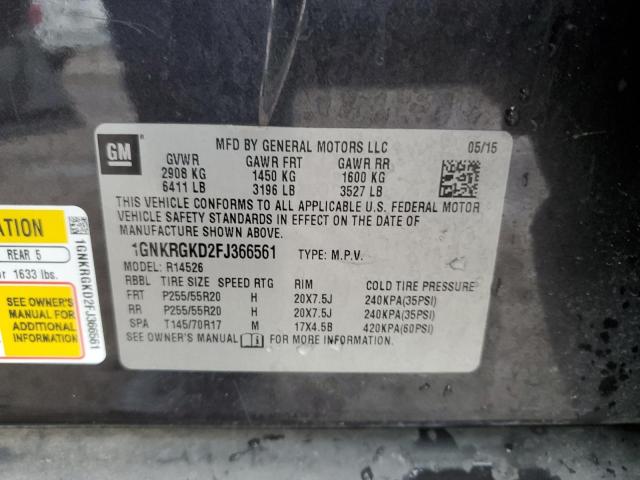 GM
MFD BY GENERAL MOTORS LLC
05/15
GVWR GAWR FRT GAWR RR
2908 KG 1450 KG 1600 KG
6411 LB 3196 LB 3527 LB
THIS VEHICLE CONFORMS TO ALL APPLICABLE U.S. FEDERAL MOTOR
VEHICLE SAFETY STANDARDS IN EFFECT ON THE DATE OF
MANUFACTURE SHOWN ABOVE.
1GNKRGKD2FJ366561 TYPE: M.P.V.
MODEL: R14526
RBBL TIRE SIZE SPEED RTG RIM COLD TIRE PRESSURE
FRT P255/55R20 H 20X7.5J 240KPA(35PSI)
RR P255/55R20 H 20X7.5J 240KPA(35PSI)
SPA T145/70R17 M 17X4.5B 420KPA(60PSI)
SEE OWNER'S MANUAL FOR MORE INFORMATION.
ATION
REAR 5
or 1633 lbs.
SEE OWNER'S
MANUAL FOR
ADDITIONAL
INFORMATION
1GNKRGKD2FJ366561